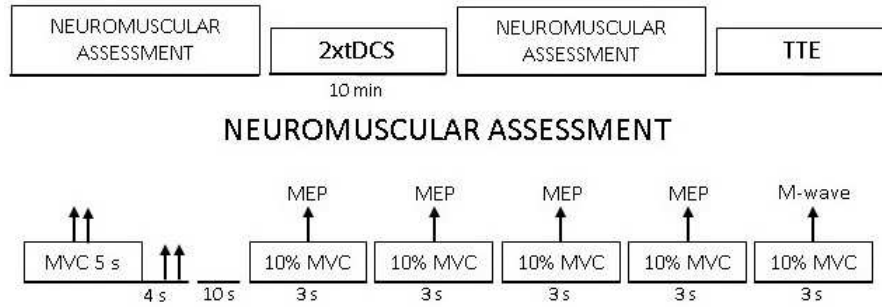 NEUROMUSCULAR ASSESSMENT
2xtDCS
NEUROMUSCULAR ASSESSMENT
TTE
10 min
NEUROMUSCULAR ASSESSMENT
MEP MEP MEP MEP M-wave
MVC 5 s 10% MVC 10% MVC 10% MVC 10% MVC 10% MVC
4 s 10 s 3 s 3 s 3 s 3 s 3 s